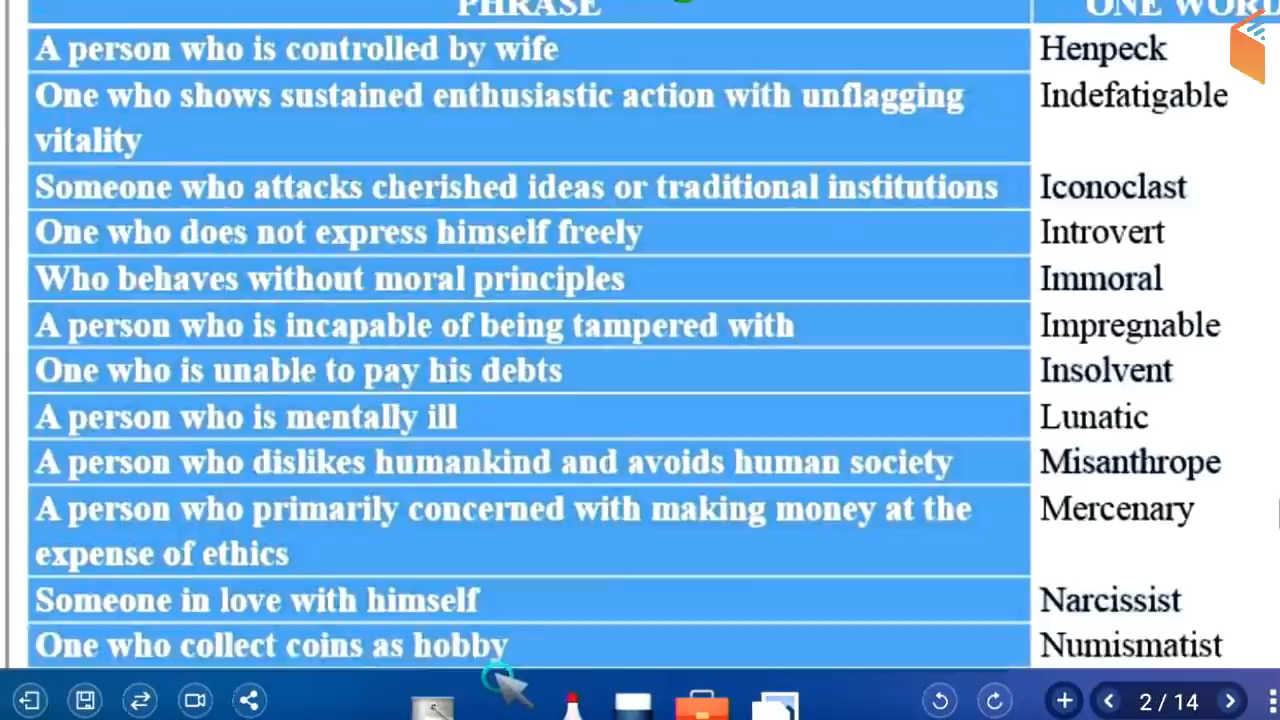 PHRASE ONE WORD
A person who is controlled by wife Henpeck
One who shows sustained enthusiastic action with unflagging Indefatigable
vitality
Someone who attacks cherished ideas or traditional institutions Iconoclast
One who does not express himself freely Introvert
Who behaves without moral principles Immoral
A person who is incapable of being tampered with Impregnable
One who is unable to pay his debts Insolvent
A person who is mentally ill Lunatic
A person who dislikes humankind and avoids human society Misanthrope
A person who primarily concerned with making money at the Mercenary
expense of ethics
Someone in love with himself Narcissist
One who collect coins as hobby Numismatist
2 / 14